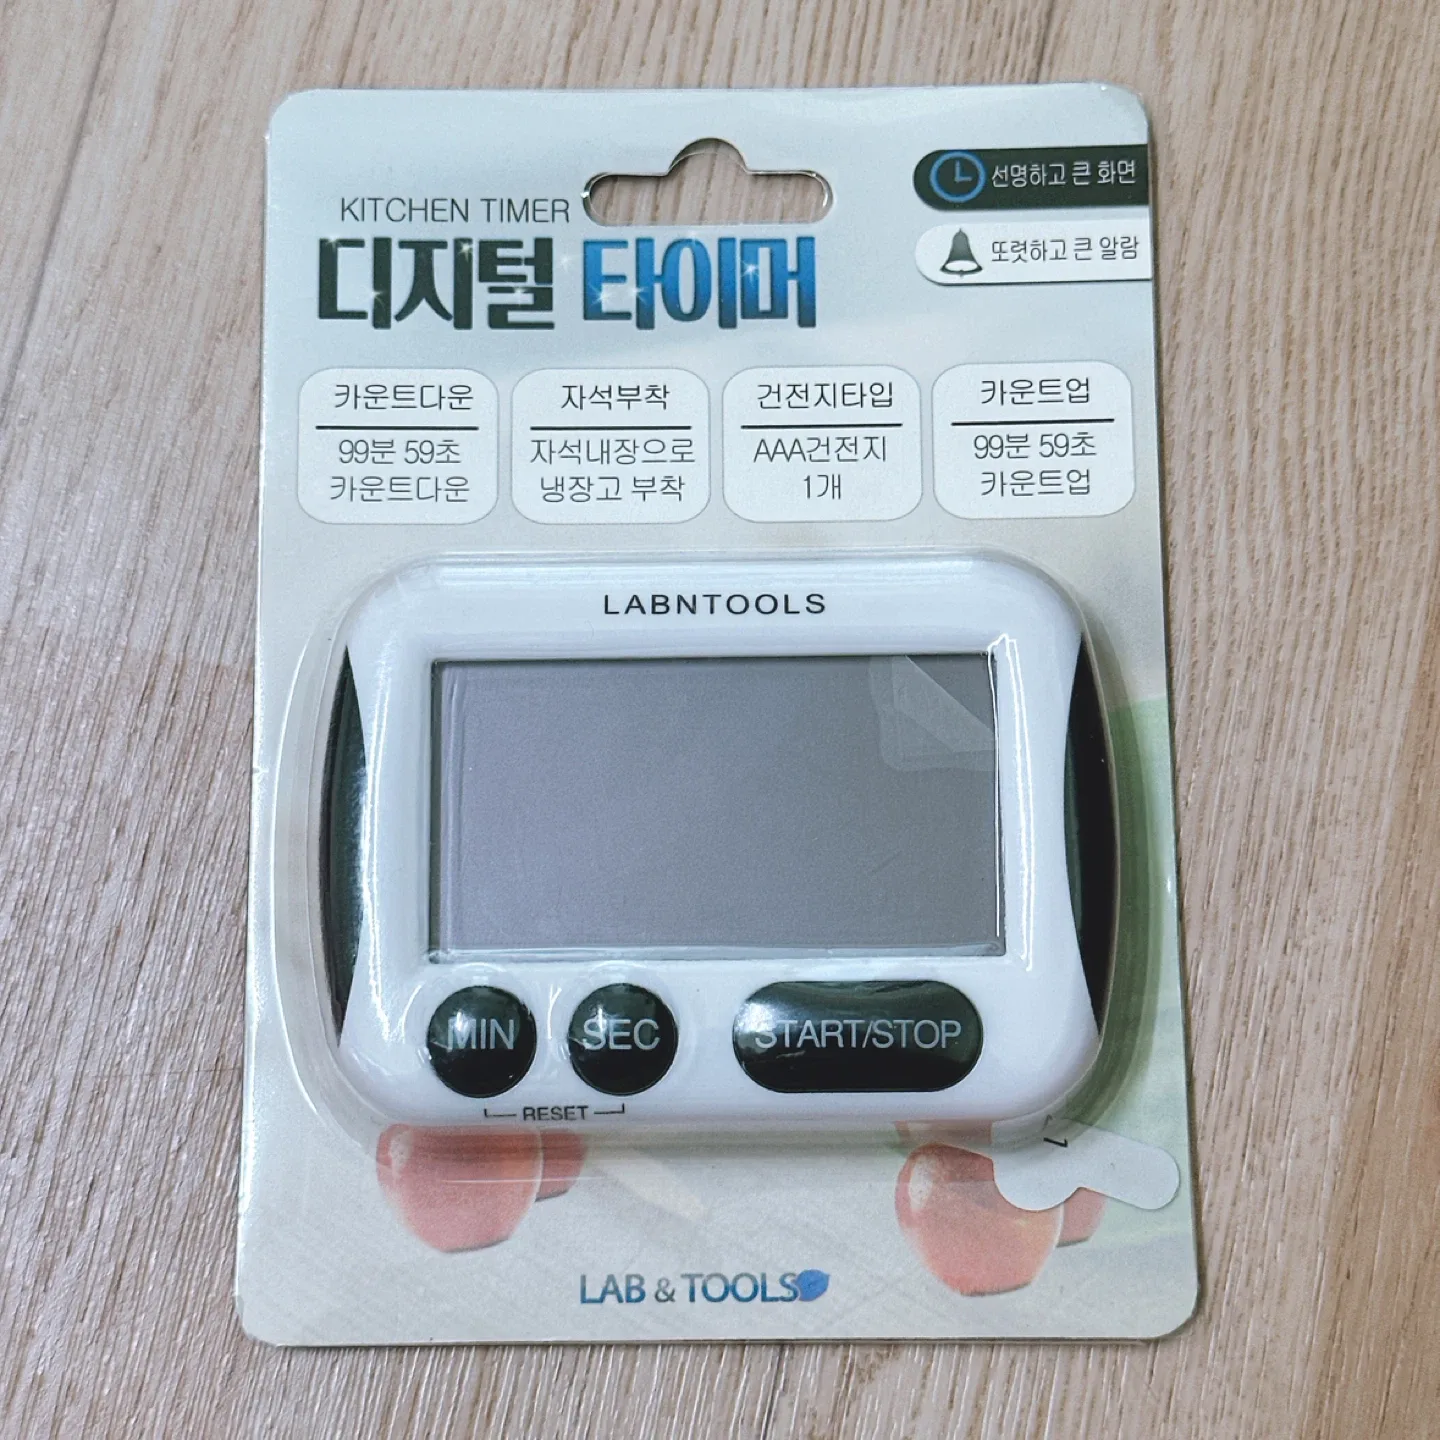 KITCHEN TIMER
디지털 타이머
선명하고 큰 화면
또렷하고 큰 알람
카운트다운
99분 59초
카운트다운
자석부착
자석내장으로
냉장고 부착
건전지타입
AAA건전지
1개
카운트업
99분 59초
카운트업
LABNTOOLS
MIN
SEC
START/STOP
RESET
LAB & TOOLS